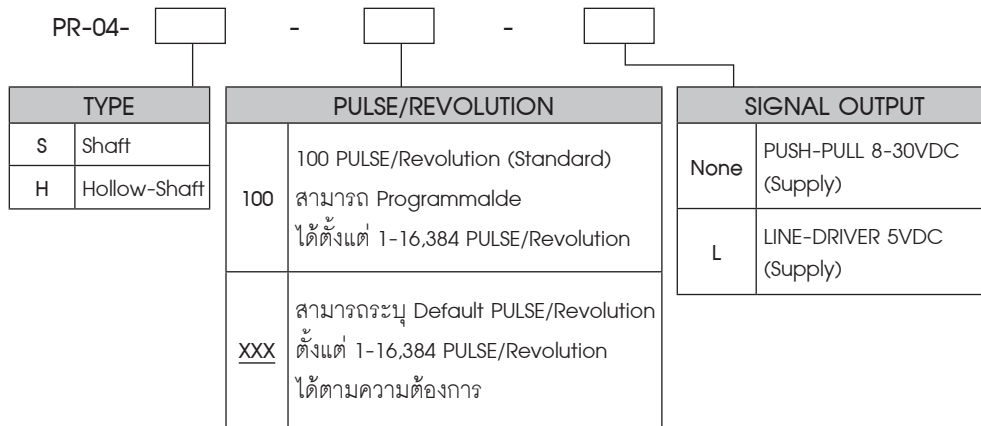 PR-04- - -
TYPE
S Shaft
H Hollow-Shaft
PULSE/REVOLUTION
100
100 PULSE/Revolution (Standard)
สามารถ Programmalde
ได้ตั้งแต่ 1-16,384 PULSE/Revolution
XXX
สามารถระบุ Default PULSE/Revolution
ตั้งแต่ 1-16,384 PULSE/Revolution
ได้ตามความต้องการ
SIGNAL OUTPUT
None
PUSH-PULL 8-30VDC
(Supply)
L
LINE-DRIVER 5VDC
(Supply)